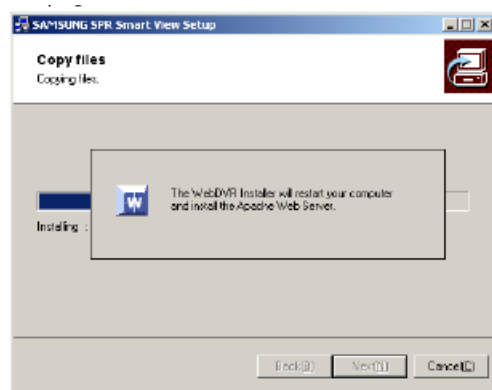 SAMSUNG SPR Smart View Setup
Copy files
Copying files.
The WebDVR Installer will restart your computer
and install the Apache Web Server.
Installing :
Back(B) Next(N) Cancel(C)